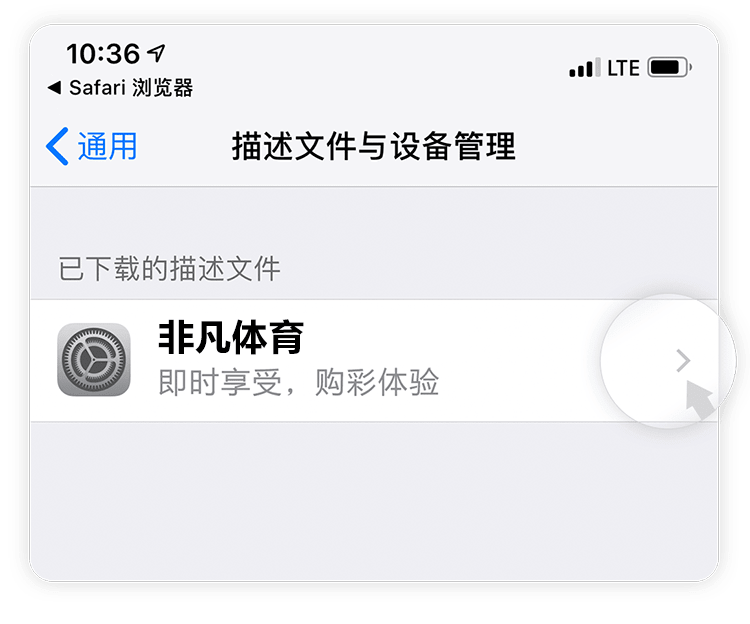 10:36
LTE
Safari 浏览器
通用
描述文件与设备管理
已下载的描述文件
非凡体育
即时享受，购彩体验